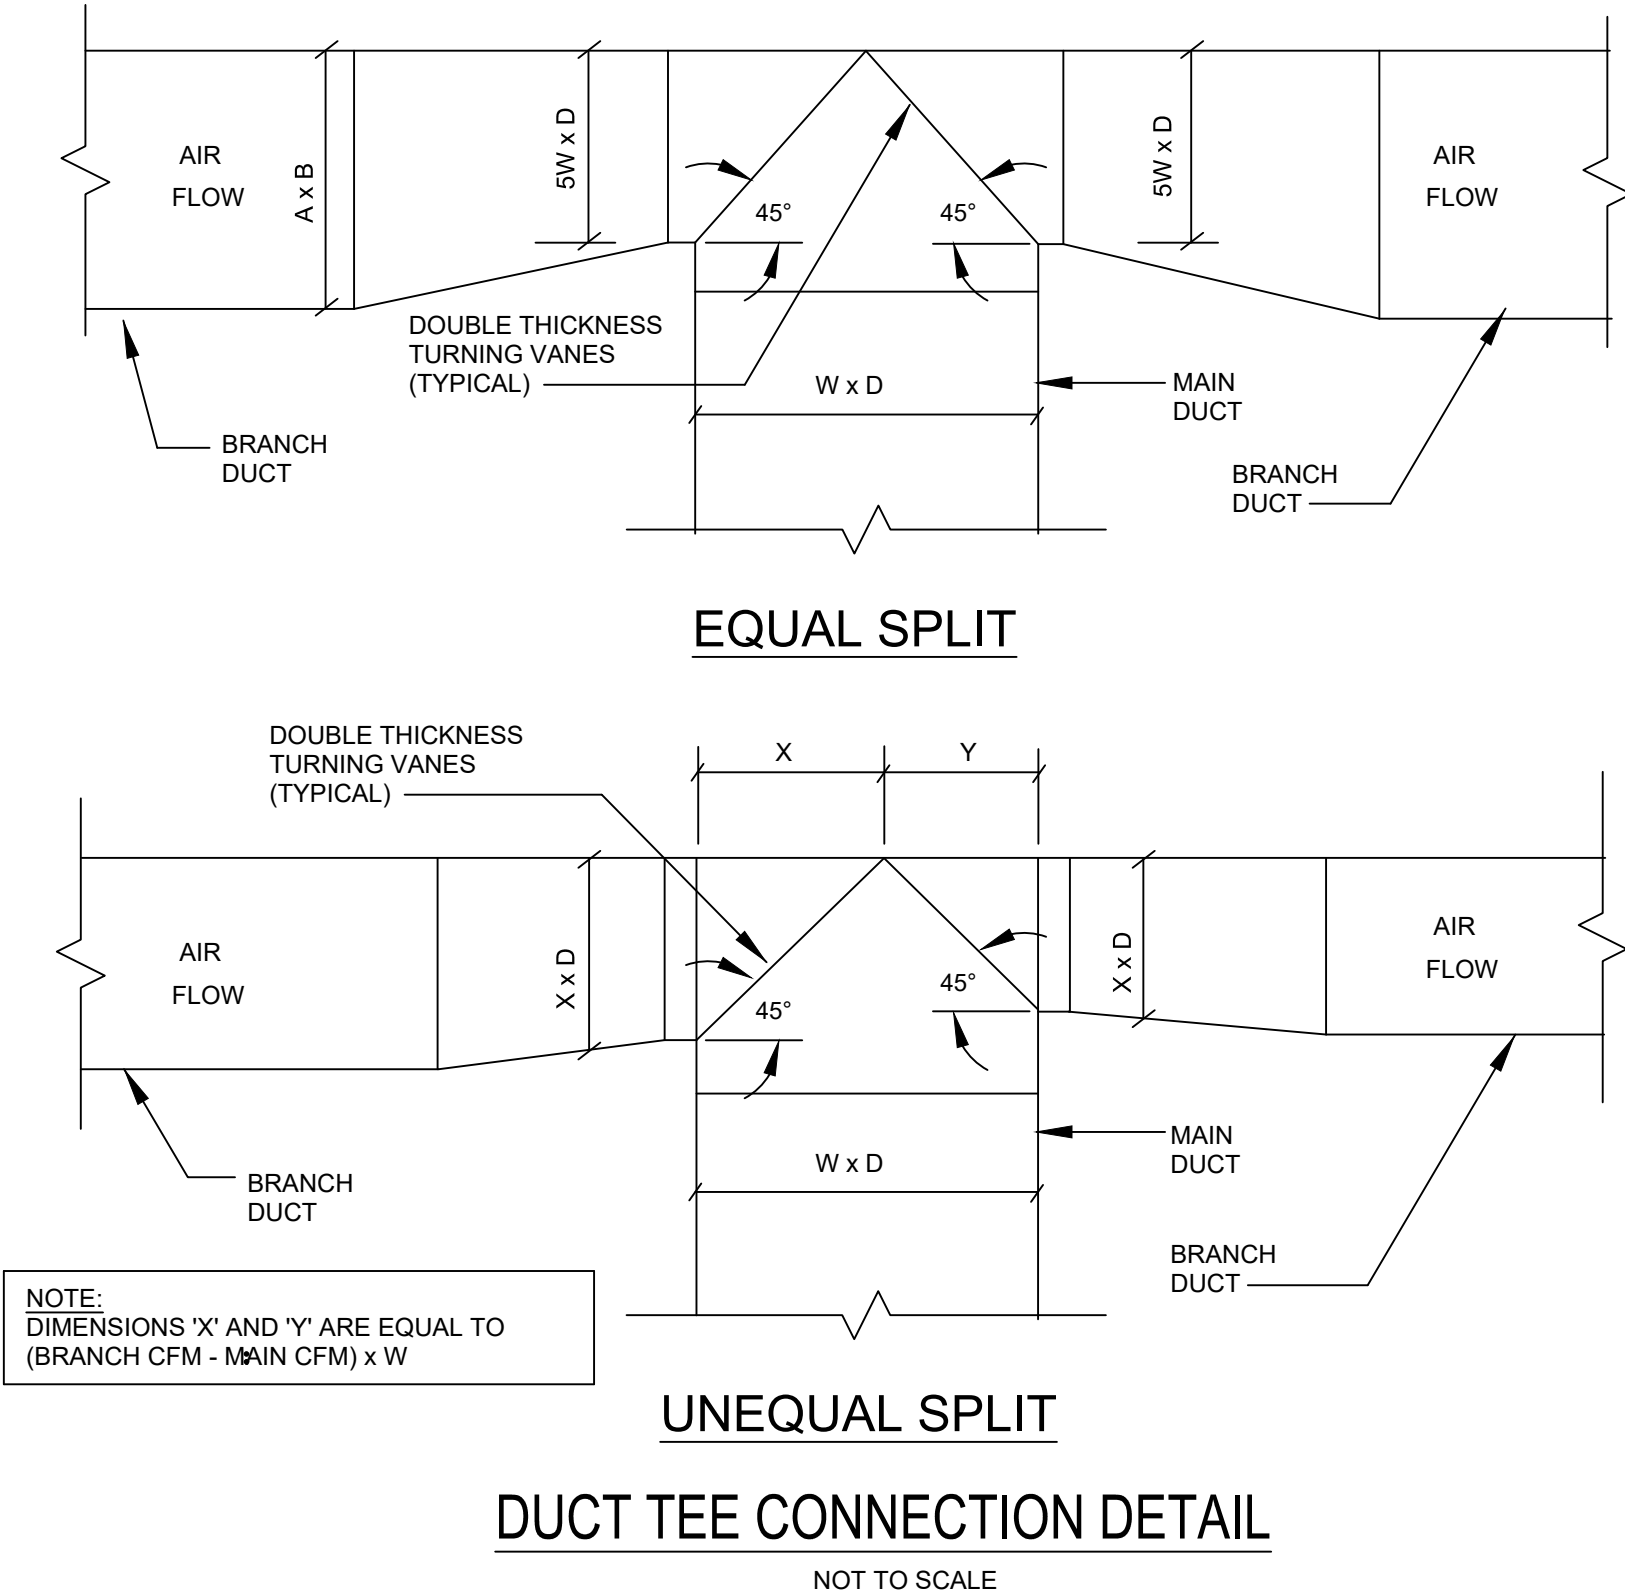 AIR
FLOW
A x B
5W x D
45°
45°
5W x D
AIR
FLOW
DOUBLE THICKNESS
TURNING VANES
(TYPICAL)
W x D
MAIN
DUCT
BRANCH
DUCT
BRANCH
DUCT
EQUAL SPLIT
DOUBLE THICKNESS
TURNING VANES
(TYPICAL)
X
Y
AIR
FLOW
X x D
45°
45°
X x D
AIR
FLOW
W x D
MAIN
DUCT
BRANCH
DUCT
BRANCH
DUCT
NOTE:
DIMENSIONS 'X' AND 'Y' ARE EQUAL TO
(BRANCH CFM - MAIN CFM) x W
UNEQUAL SPLIT
DUCT TEE CONNECTION DETAIL
NOT TO SCALE